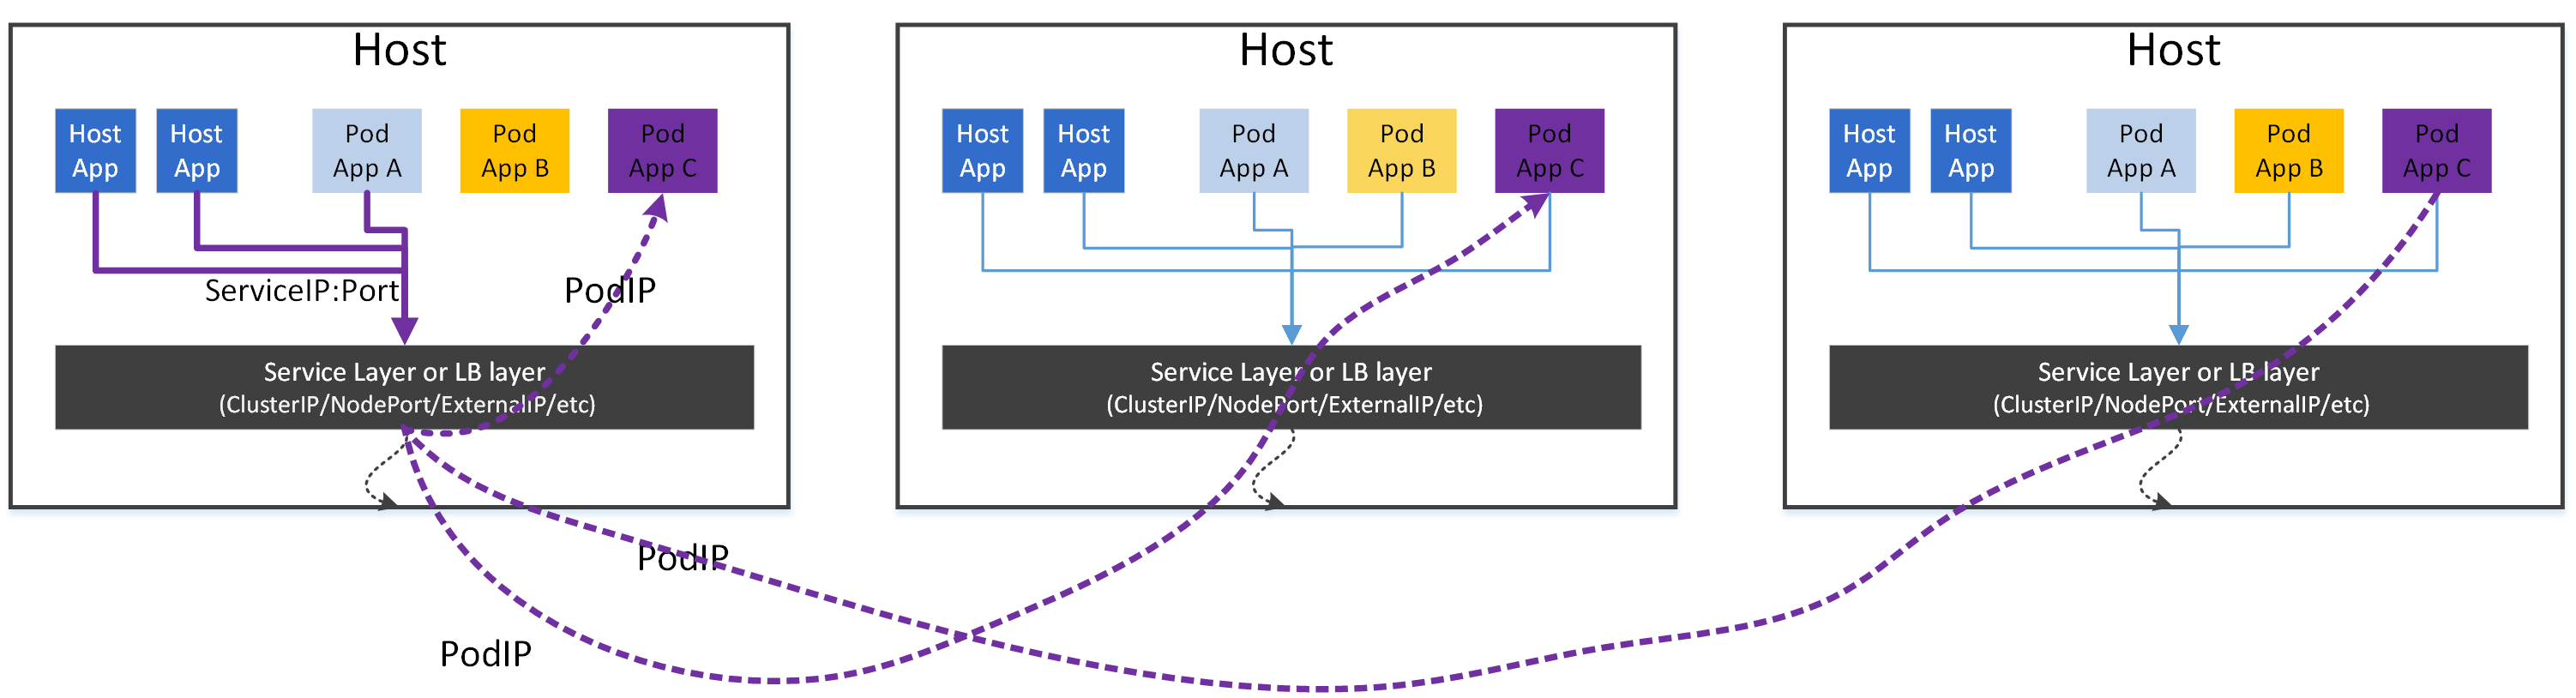 Host
Host
App
Host
App
Pod
App A
Pod
App B
Pod
App C
ServiceIP:Port
PodIP
Service Layer or LB layer
(ClusterIP/NodePort/ExternalIP/etc)
Host
Host
App
Host
App
Pod
App A
Pod
App B
Pod
App C
Service Layer or LB layer
(ClusterIP/NodePort/ExternalIP/etc)
Host
Host
App
Host
App
Pod
App A
Pod
App B
Pod
App C
Service Layer or LB layer
(ClusterIP/NodePort/ExternalIP/etc)
PodIP
PodIP